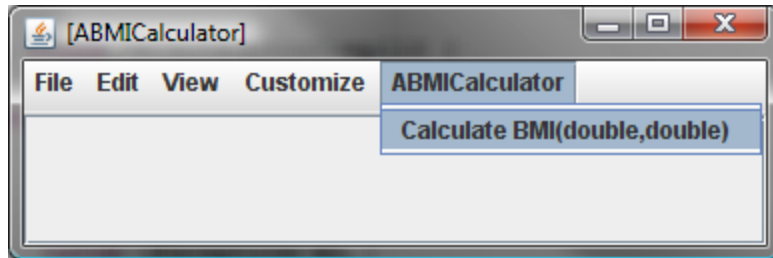 [ABMICalculator]
File Edit View Customize ABMICalculator
Calculate BMI(double,double)